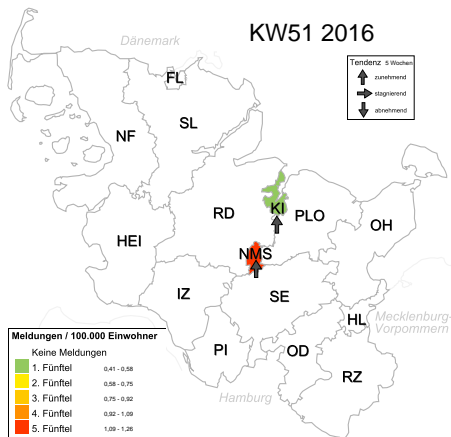 KW51 2016
Dänemark
Tendenz 5 Wochen
zunehmend
stagnierend
abnehmend
FL
SL
NF
RD
KI
PLO
OH
HEI
NMS
IZ
SE
HL
Mecklenburg-
Vorpommern
PI
OD
RZ
Hamburg
Meldungen / 100.000 Einwohner
Keine Meldungen
1. Fünftel 0,41 - 0,58
2. Fünftel 0,58 - 0,75
3. Fünftel 0,75 - 0,92
4. Fünftel 0,92 - 1,09
5. Fünftel 1,09 - 1,26